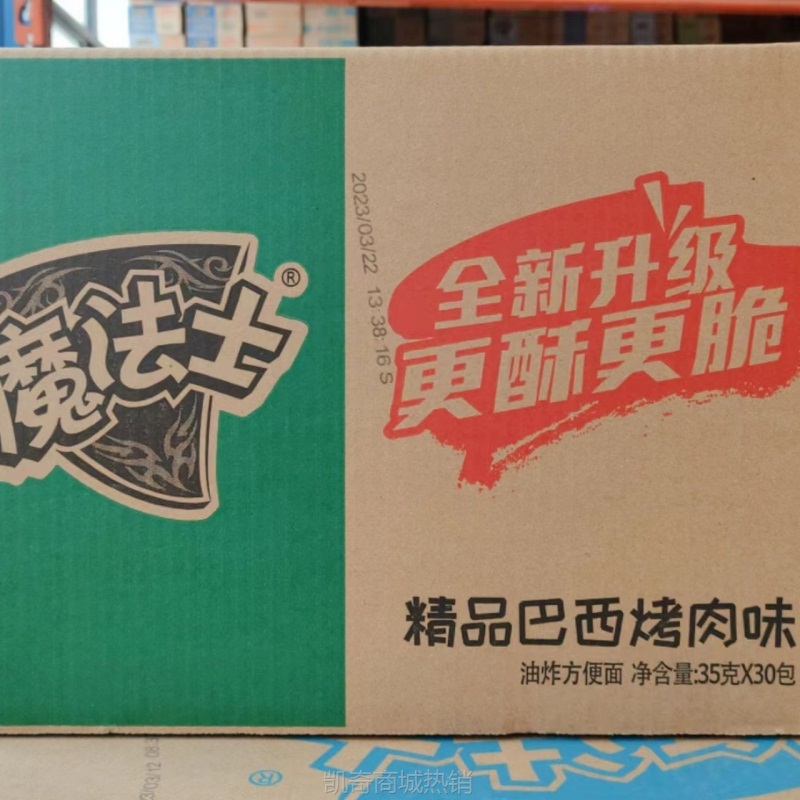 魔法士®
2023/03/22 13:38:16 S
全新升级
更酥更脆
精品巴西烤肉味
油炸方便面 净含量:35克X30包
®
凯奇商城热销